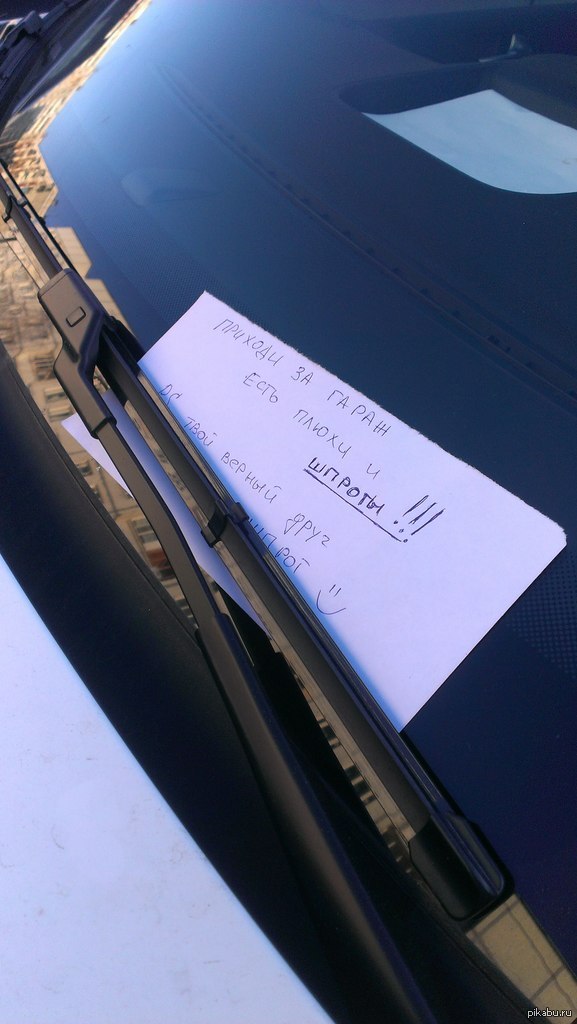 ПРИХОДИ ЗА ГАРАЖ
ЕСТЬ ПЛЮХИ И
ШПРОТЫ!!!
PS ТВОЙ ВЕРНЫЙ ДРУГ
ШПРОТ
pikabu.ru